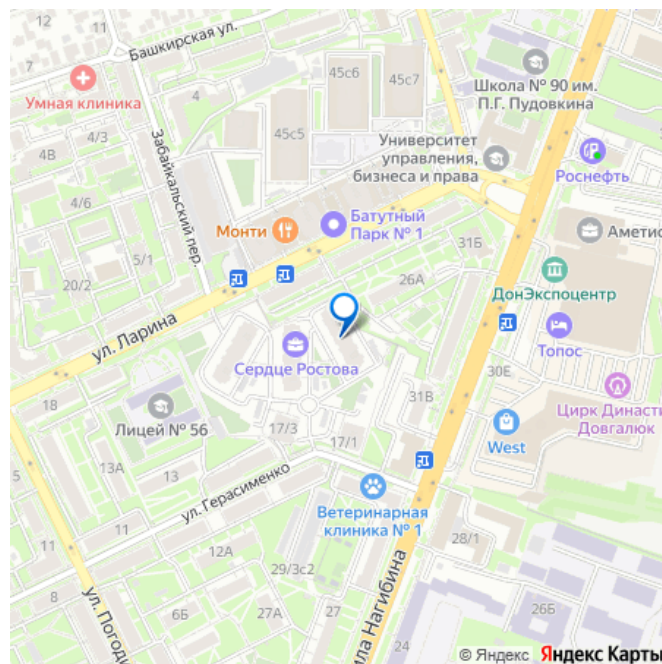 Башкирская ул.
7
12
11
2
45с6
45с7
Школа № 90 им.
П.Г. Пудовкина
Умная клиника
4
4/3
45с5
Университет
управления,
бизнеса и права
Роснефть
4В
Забайкальский пер.
4/6
Монти
Батутный
Парк № 1
31Б
Аметис
5/1
26А
ДонЭкспоцентр
20/2
ул. Ларина
Сердце Ростова
Топос
30Е
18
31В
Цирк Династи
Довгалюк
Лицей № 56
17/3
17/1
West
13А
13
ул. Герасименко
11
Ветеринарная
клиника № 1
11
12А
28/1
29/3с2
8
ул. Погоди
6Б
27А
27
ила Нагибина
24
26Б
© Яндекс Яндекс Карты